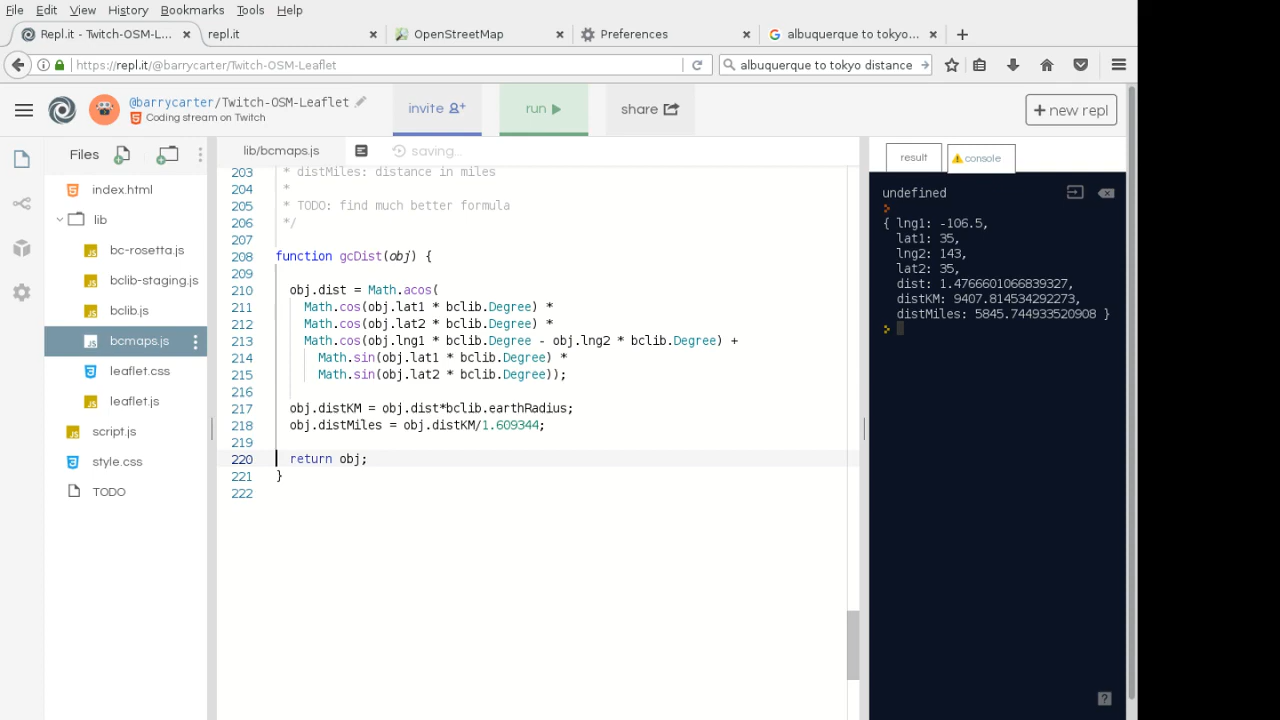 File Edit View History Bookmarks Tools Help
Repl.it - Twitch-OSM-L... × repl.it × OpenStreetMap × Preferences × albuquerque to tokyo... × +
https://repl.it/@barrycarter/Twitch-OSM-Leaflet albuquerque to tokyo distance
@barrycarter/Twitch-OSM-Leaflet
Coding stream on Twitch
invite run share + new repl
Files
index.html
lib
bc-rosetta.js
bclib-staging.js
bclib.js
bcmaps.js
leaflet.css
leaflet.js
script.js
style.css
TODO
lib/bcmaps.js saving...
203 * distMiles: distance in miles
204 *
205 * TODO: find much better formula
206 */
207
208 function gcDist(obj) {
209
210 obj.dist = Math.acos(
211 Math.cos(obj.lat1 * bclib.Degree) *
212 Math.cos(obj.lat2 * bclib.Degree) *
213 Math.cos(obj.lng1 * bclib.Degree - obj.lng2 * bclib.Degree) +
214 Math.sin(obj.lat1 * bclib.Degree) *
215 Math.sin(obj.lat2 * bclib.Degree));
216
217 obj.distKM = obj.dist*bclib.earthRadius;
218 obj.distMiles = obj.distKM/1.609344;
219
220 return obj;
221 }
222
result console
undefined
{ lng1: -106.5,
lat1: 35,
lng2: 143,
lat2: 35,
dist: 1.4766601066839327,
distKM: 9407.814534292273,
distMiles: 5845.744933520908 }